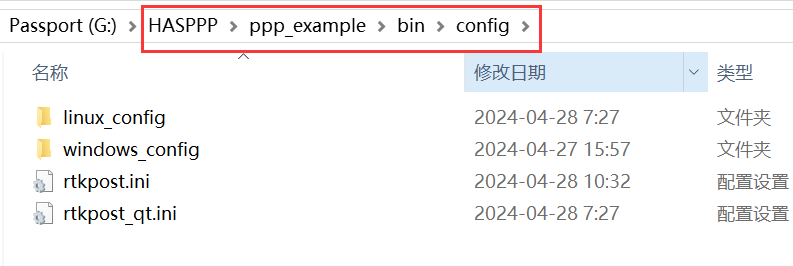 Passport (G:) > HASPPP > ppp_example > bin > config >
名称 修改日期 类型
linux_config 2024-04-28 7:27 文件夹
windows_config 2024-04-27 15:57 文件夹
rtkpost.ini 2024-04-28 10:32 配置设置
rtkpost_qt.ini 2024-04-28 7:27 配置设置